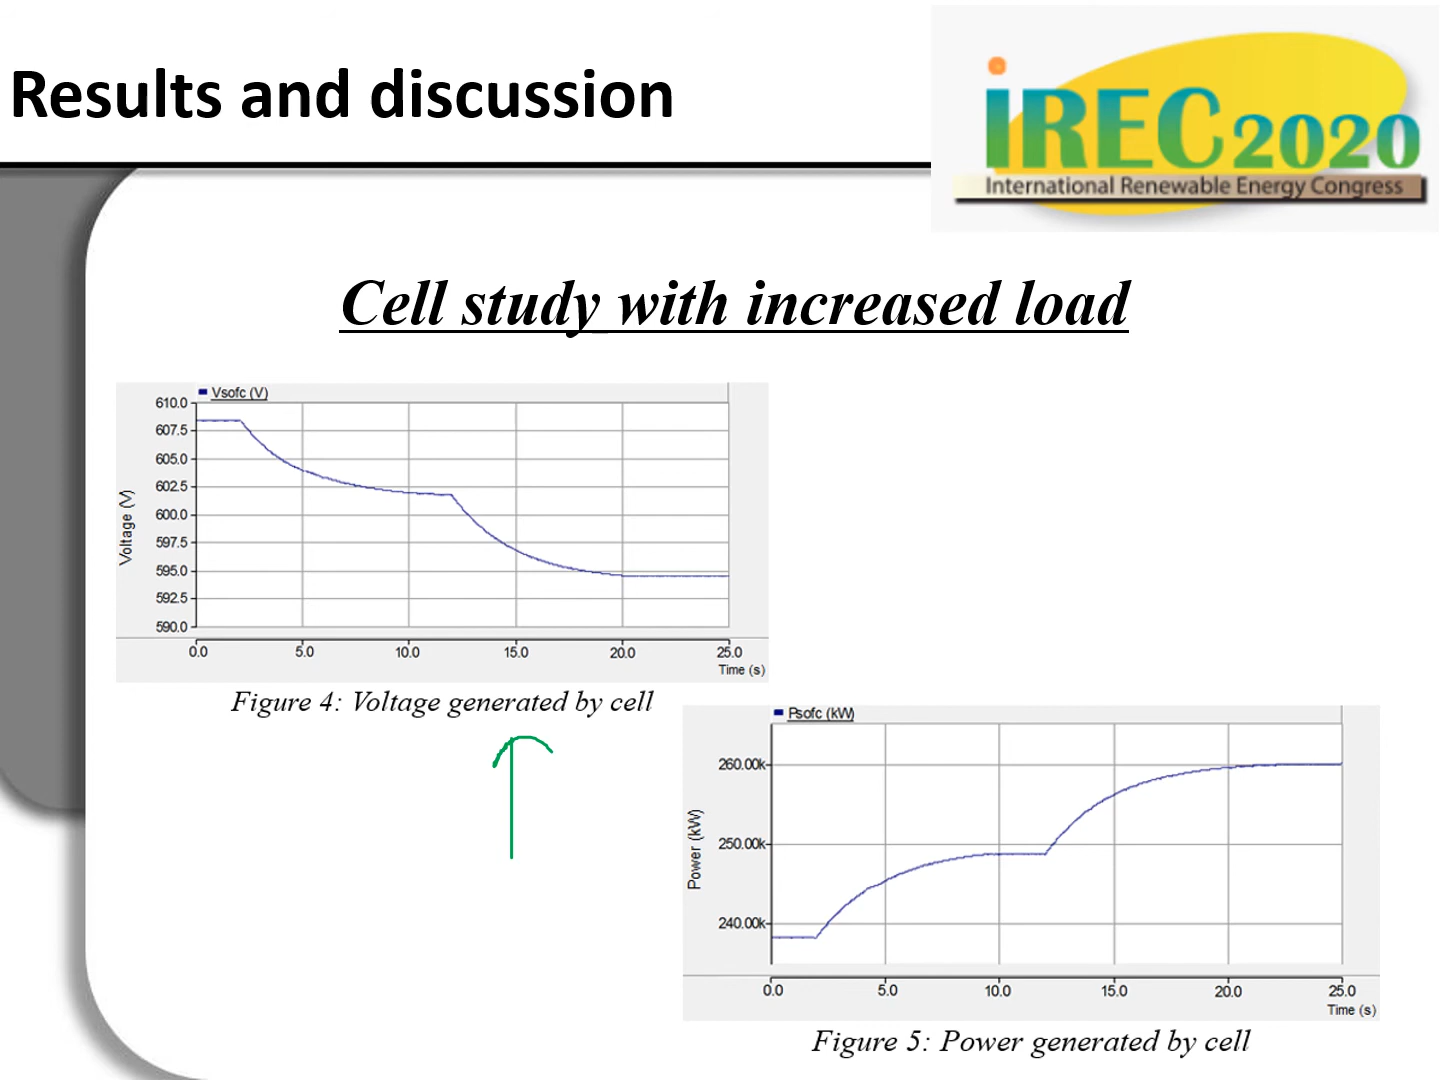 Results and discussion
iREC2020
International Renewable Energy Congress
Cell study with increased load
Vsofc (V)
610.0
607.5
605.0
602.5
600.0
597.5
595.0
592.5
590.0
Voltage (V)
0.0 5.0 10.0 15.0 20.0 25.0
Time (s)
Figure 4: Voltage generated by cell
Psofc (kW)
260.00k
250.00k
240.00k
Power (kW)
0.0 5.0 10.0 15.0 20.0 25.0
Time (s)
Figure 5: Power generated by cell